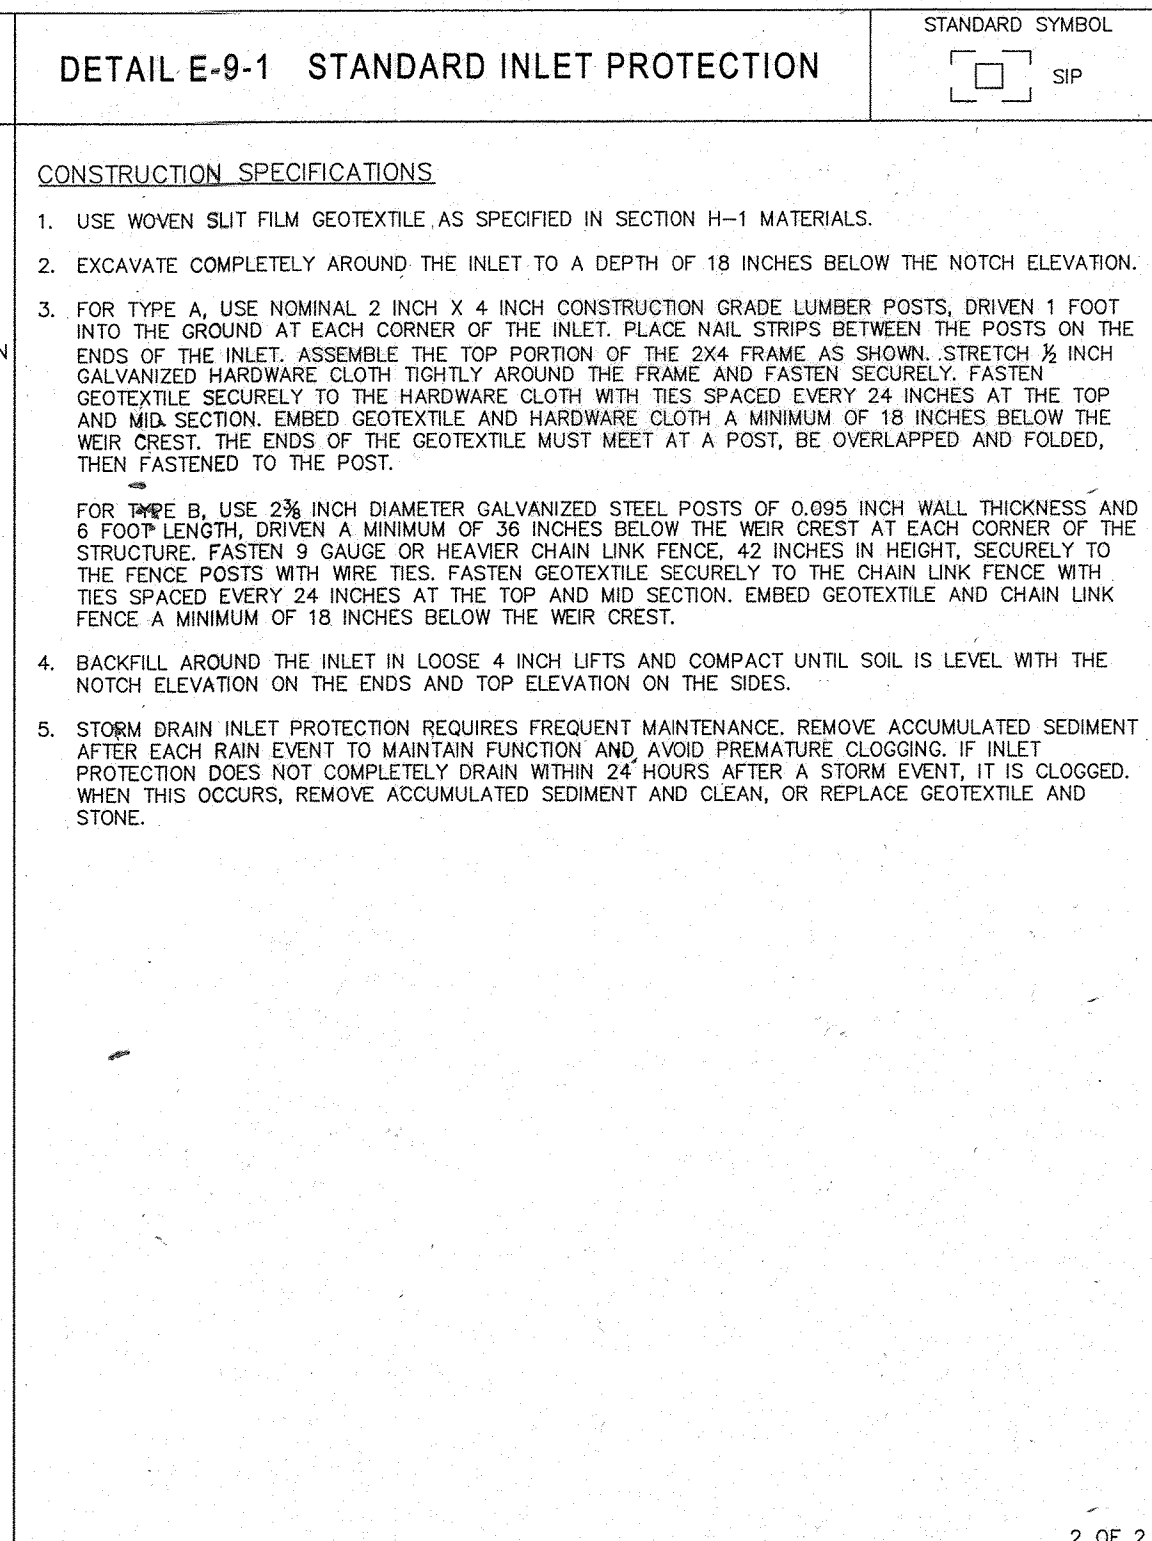 STANDARD SYMBOL
DETAIL E-9-1 STANDARD INLET PROTECTION
SIP
CONSTRUCTION SPECIFICATIONS
1. USE WOVEN SLIT FILM GEOTEXTILE AS SPECIFIED IN SECTION H-1 MATERIALS.
2. EXCAVATE COMPLETELY AROUND THE INLET TO A DEPTH OF 18 INCHES BELOW THE NOTCH ELEVATION.
3. FOR TYPE A, USE NOMINAL 2 INCH X 4 INCH CONSTRUCTION GRADE LUMBER POSTS, DRIVEN 1 FOOT
INTO THE GROUND AT EACH CORNER OF THE INLET. PLACE NAIL STRIPS BETWEEN THE POSTS ON THE
N
ENDS OF THE INLET. ASSEMBLE THE TOP PORTION OF THE 2X4 FRAME AS SHOWN. STRETCH ½ INCH
GALVANIZED HARDWARE CLOTH TIGHTLY AROUND THE FRAME AND FASTEN SECURELY. FASTEN
GEOTEXTILE SECURELY TO THE HARDWARE CLOTH WITH TIES SPACED EVERY 24 INCHES AT THE TOP
AND MID SECTION. EMBED GEOTEXTILE AND HARDWARE CLOTH A MINIMUM OF 18 INCHES BELOW THE
WEIR CREST. THE ENDS OF THE GEOTEXTILE MUST MEET AT A POST, BE OVERLAPPED AND FOLDED,
THEN FASTENED TO THE POST.
FOR TYPE B, USE 2⅜ INCH DIAMETER GALVANIZED STEEL POSTS OF 0.095 INCH WALL THICKNESS AND
6 FOOT LENGTH, DRIVEN A MINIMUM OF 36 INCHES BELOW THE WEIR CREST AT EACH CORNER OF THE
STRUCTURE. FASTEN 9 GAUGE OR HEAVIER CHAIN LINK FENCE, 42 INCHES IN HEIGHT, SECURELY TO
THE FENCE POSTS WITH WIRE TIES. FASTEN GEOTEXTILE SECURELY TO THE CHAIN LINK FENCE WITH
TIES SPACED EVERY 24 INCHES AT THE TOP AND MID SECTION. EMBED GEOTEXTILE AND CHAIN LINK
FENCE A MINIMUM OF 18 INCHES BELOW THE WEIR CREST.
4. BACKFILL AROUND THE INLET IN LOOSE 4 INCH LIFTS AND COMPACT UNTIL SOIL IS LEVEL WITH THE
NOTCH ELEVATION ON THE ENDS AND TOP ELEVATION ON THE SIDES.
5. STORM DRAIN INLET PROTECTION REQUIRES FREQUENT MAINTENANCE. REMOVE ACCUMULATED SEDIMENT
AFTER EACH RAIN EVENT TO MAINTAIN FUNCTION AND AVOID PREMATURE CLOGGING. IF INLET
PROTECTION DOES NOT COMPLETELY DRAIN WITHIN 24 HOURS AFTER A STORM EVENT, IT IS CLOGGED.
WHEN THIS OCCURS, REMOVE ACCUMULATED SEDIMENT AND CLEAN, OR REPLACE GEOTEXTILE AND
STONE.
2 OF 2